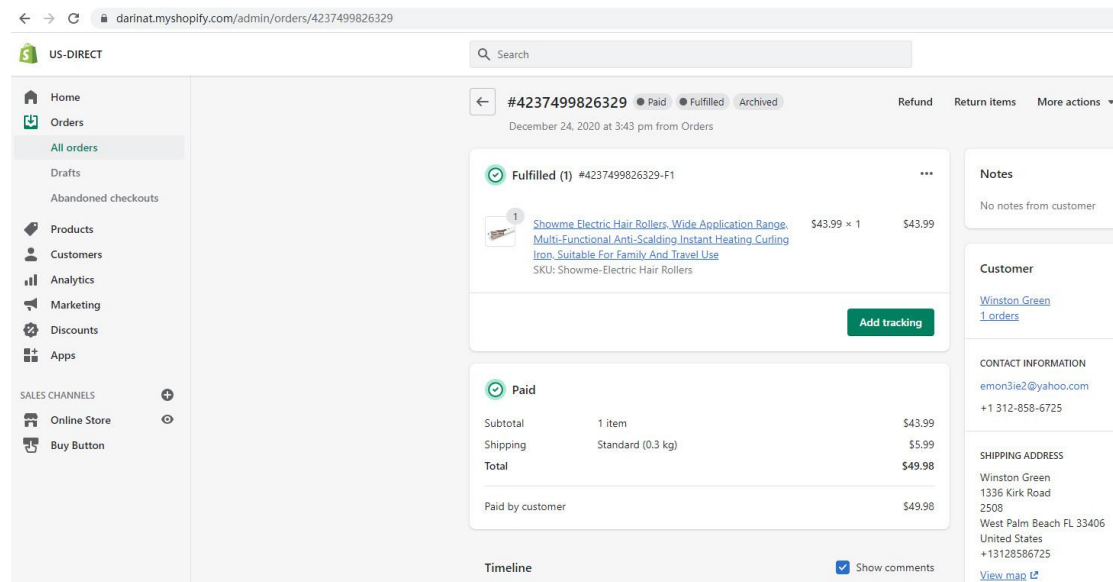 darinat.myshopify.com/admin/orders/4237499826329
US-DIRECT
Search
Home
Orders
All orders
Drafts
Abandoned checkouts
Products
Customers
Analytics
Marketing
Discounts
Apps
SALES CHANNELS
Online Store
Buy Button
#4237499826329 Paid Fulfilled Archived
Refund Return items More actions
December 24, 2020 at 3:43 pm from Orders
Fulfilled (1) #4237499826329-F1
1
Showme Electric Hair Rollers, Wide Application Range, $43.99 × 1 $43.99
Multi-Functional Anti-Scalding Instant Heating Curling
Iron, Suitable For Family And Travel Use
SKU: Showme-Electric Hair Rollers
Add tracking
Paid
Subtotal 1 item $43.99
Shipping Standard (0.3 kg) $5.99
Total $49.98
Paid by customer $49.98
Timeline Show comments
Notes
No notes from customer
Customer
Winston Green
1 orders
CONTACT INFORMATION
emon3ie2@yahoo.com
+1 312-858-6725
SHIPPING ADDRESS
Winston Green
1336 Kirk Road
2508
West Palm Beach FL 33406
United States
+13128586725
View map